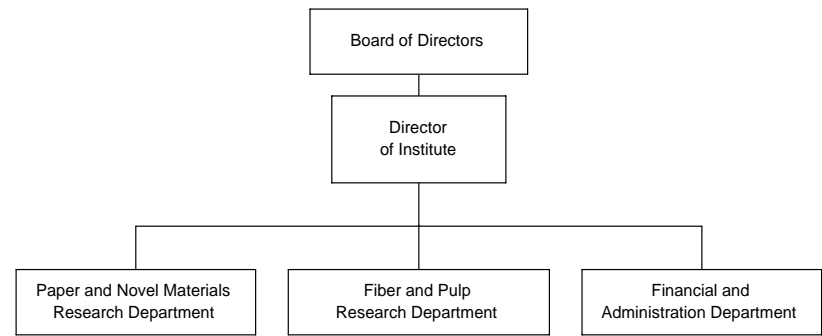 Board of Directors
Director
of Institute
Paper and Novel Materials
Research Department
Fiber and Pulp
Research Department
Financial and
Administration Department